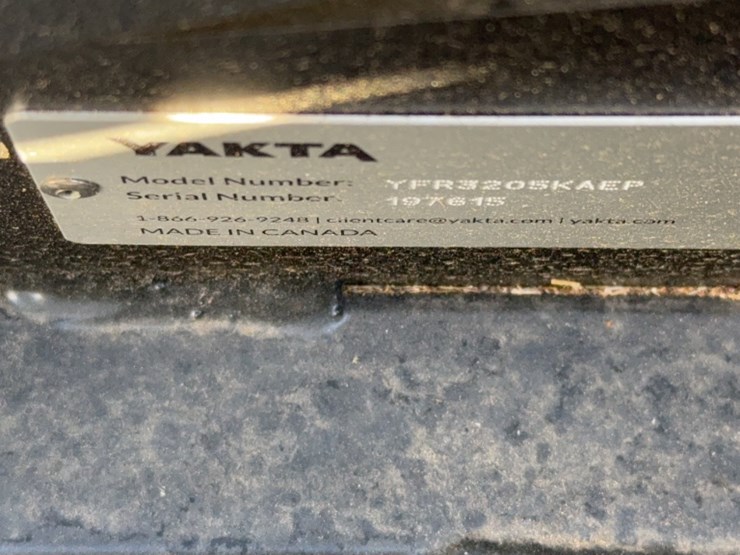 YAKTA
Model Number: YFR3205KAEP
Serial Number: 197615
1-866-926-9248 | clientcare@yakta.com | yakta.com
MADE IN CANADA